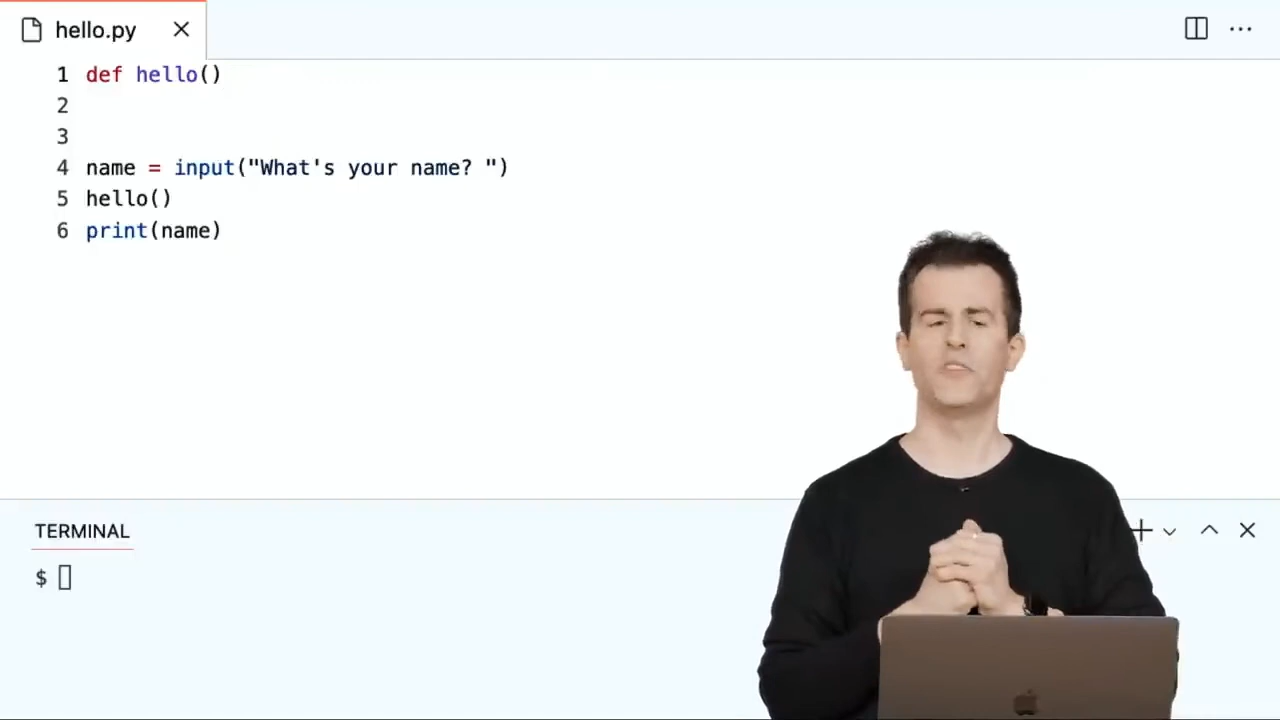 hello.py
1 def hello()
2
3
4 name = input("What's your name? ")
5 hello()
6 print(name)
TERMINAL
$